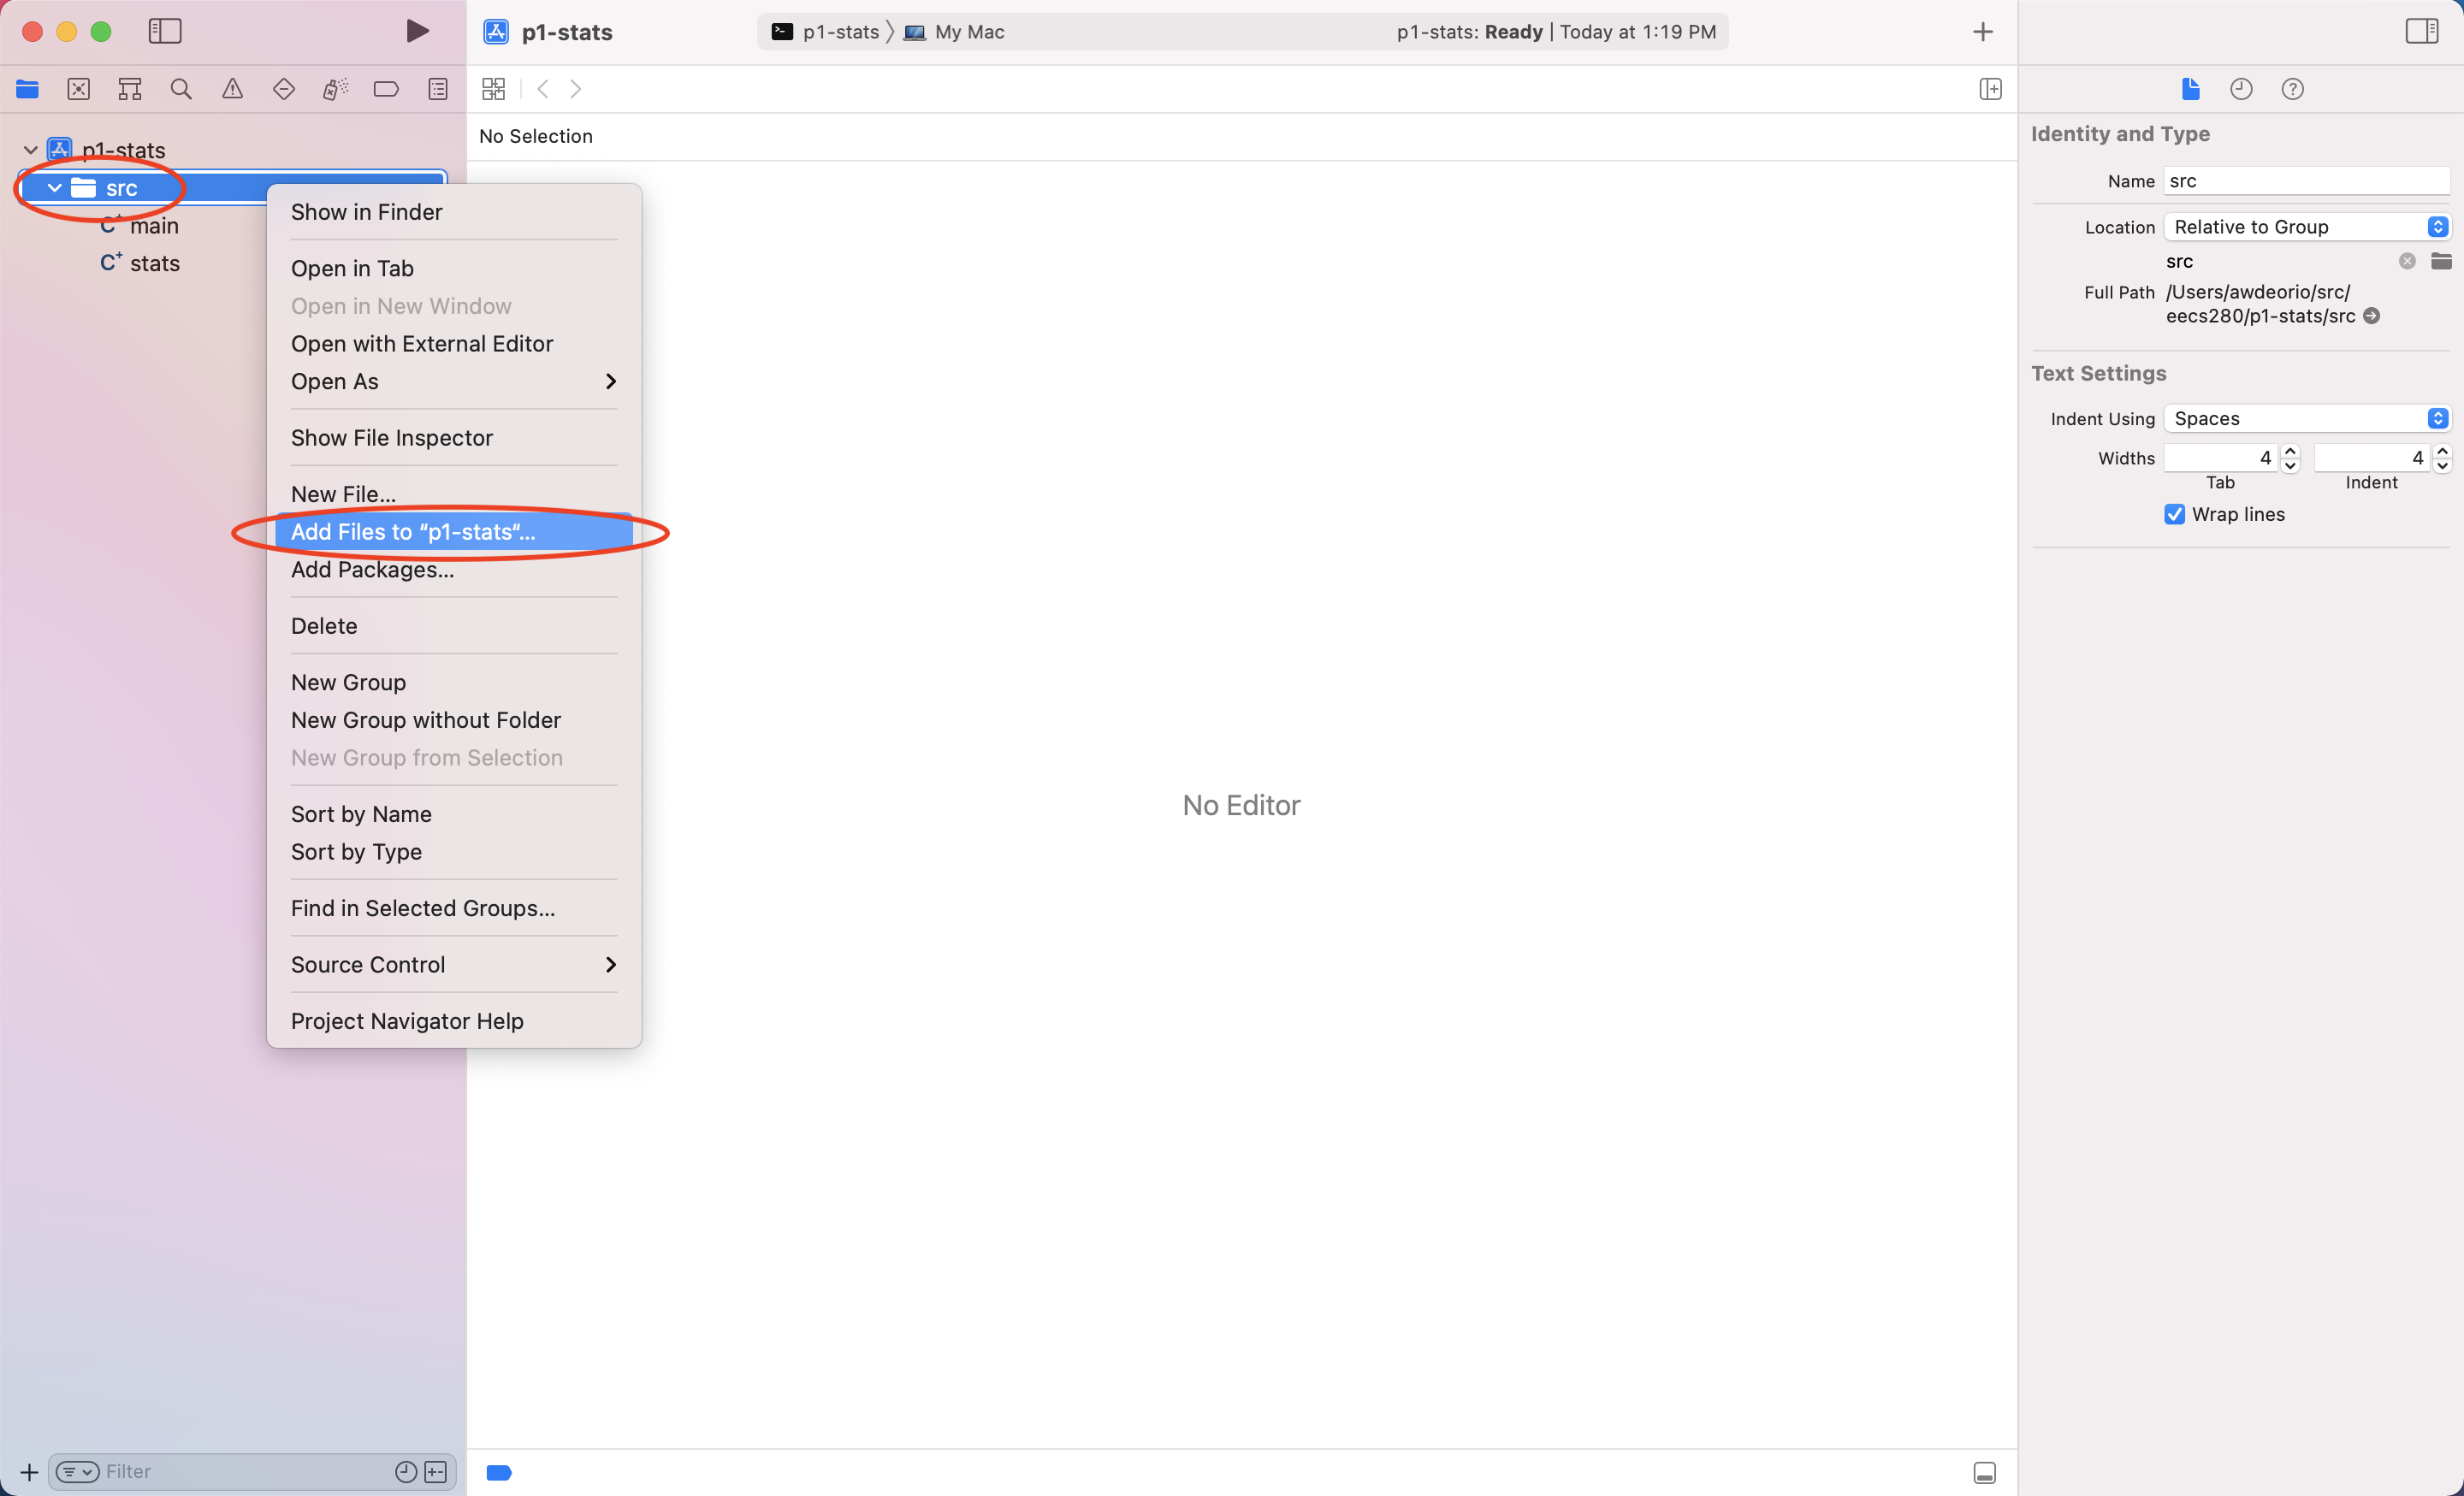 p1-stats
p1-stats My Mac
p1-stats: Ready | Today at 1:19 PM
No Selection
p1-stats
src
C+ main
C+ stats
Show in Finder
Open in Tab
Open in New Window
Open with External Editor
Open As
Show File Inspector
New File...
Add Files to “p1-stats“...
Add Packages...
Delete
New Group
New Group without Folder
New Group from Selection
Sort by Name
Sort by Type
Find in Selected Groups...
Source Control
Project Navigator Help
Filter
No Editor
Identity and Type
Name src
Location Relative to Group
src
Full Path /Users/awdeorio/src/
eecs280/p1-stats/src
Text Settings
Indent Using Spaces
Widths 4 4
Tab Indent
Wrap lines